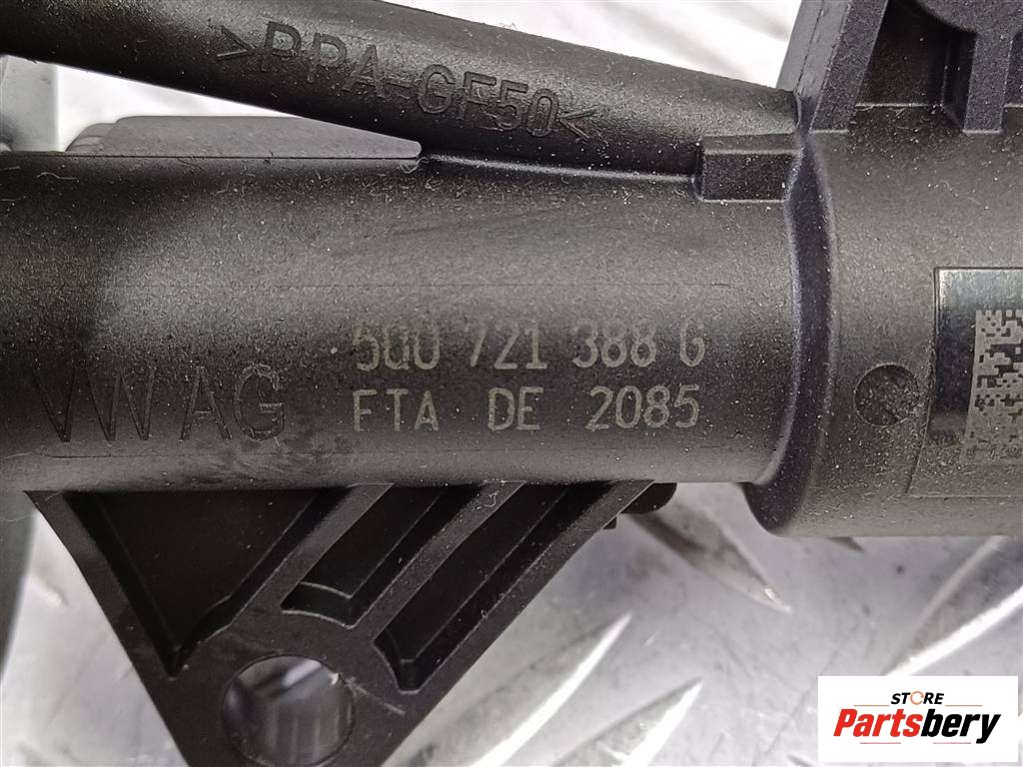 >PPA-GF50<
5Q0 721 388 G
VW AG
FTA DE 2085
STORE
Partsbery